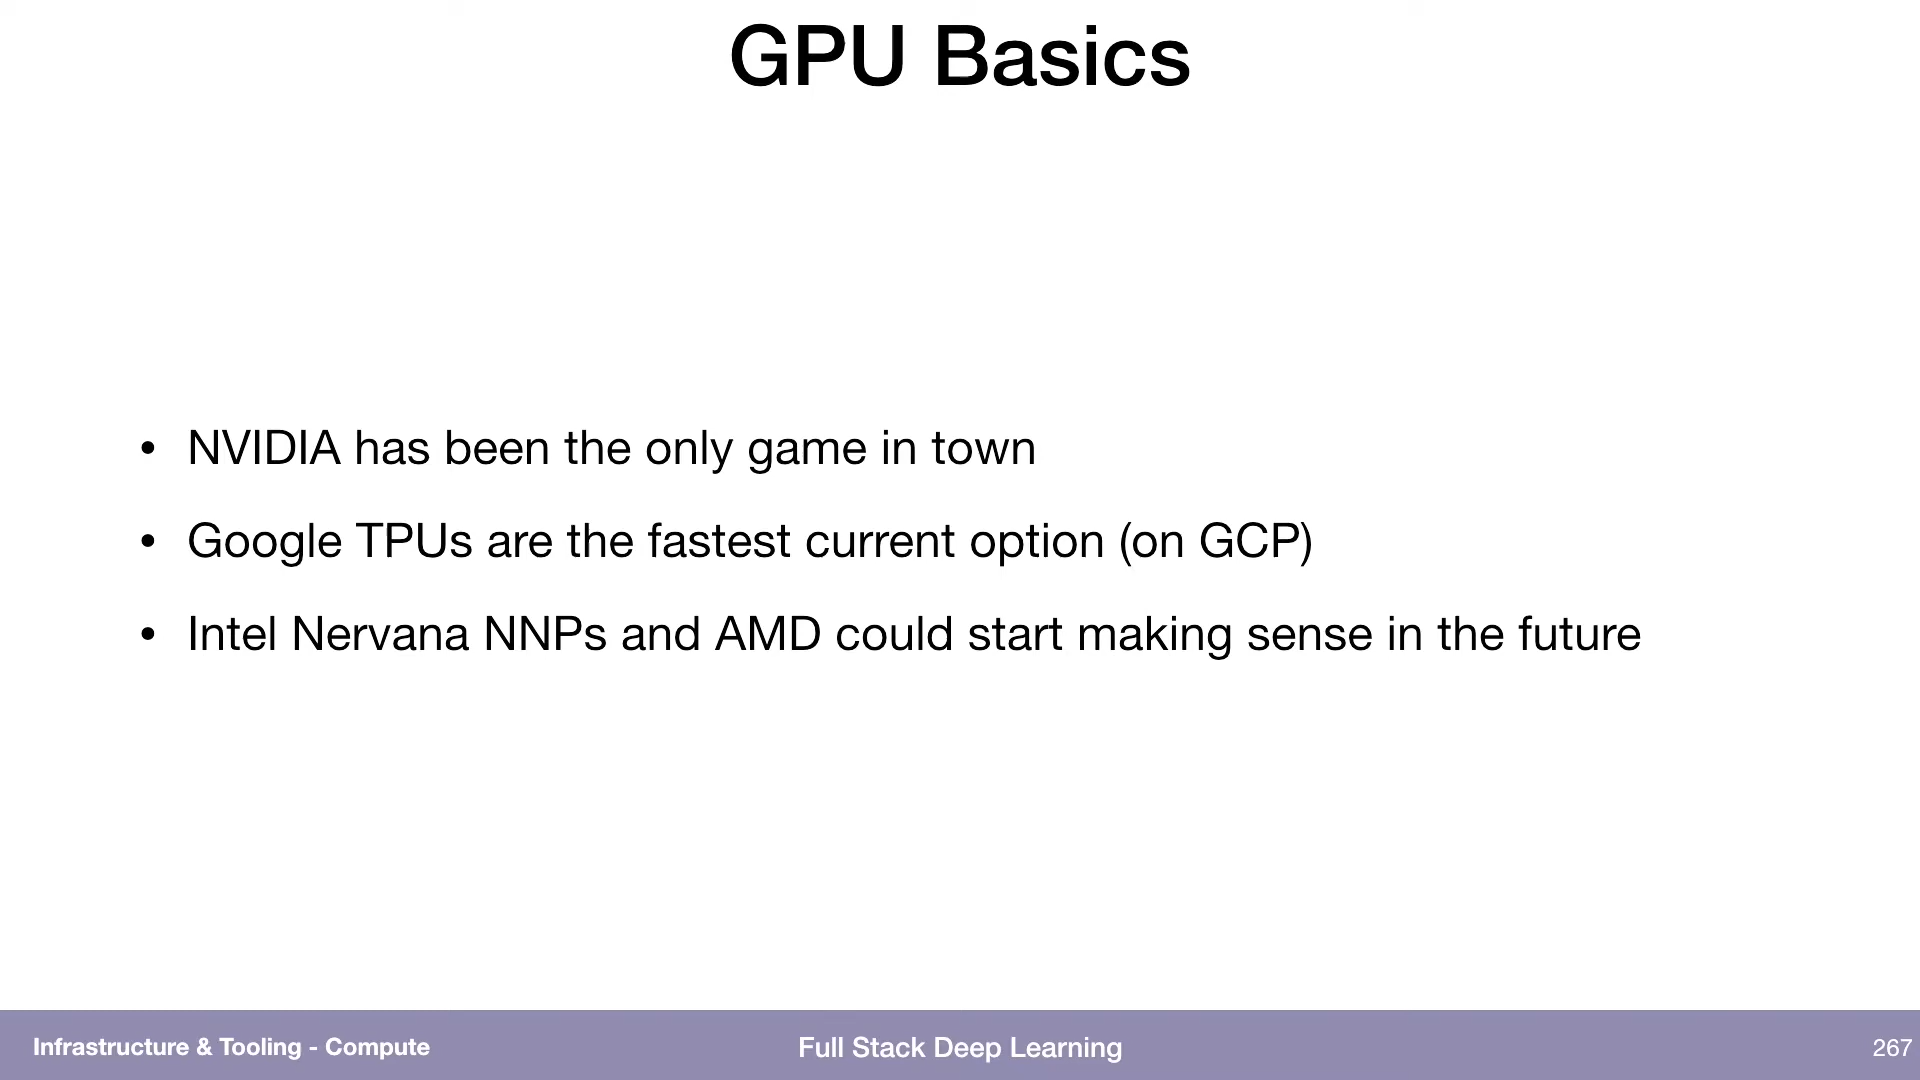 GPU Basics
• NVIDIA has been the only game in town
• Google TPUs are the fastest current option (on GCP)
• Intel Nervana NNPs and AMD could start making sense in the future
Infrastructure & Tooling - Compute
Full Stack Deep Learning
267